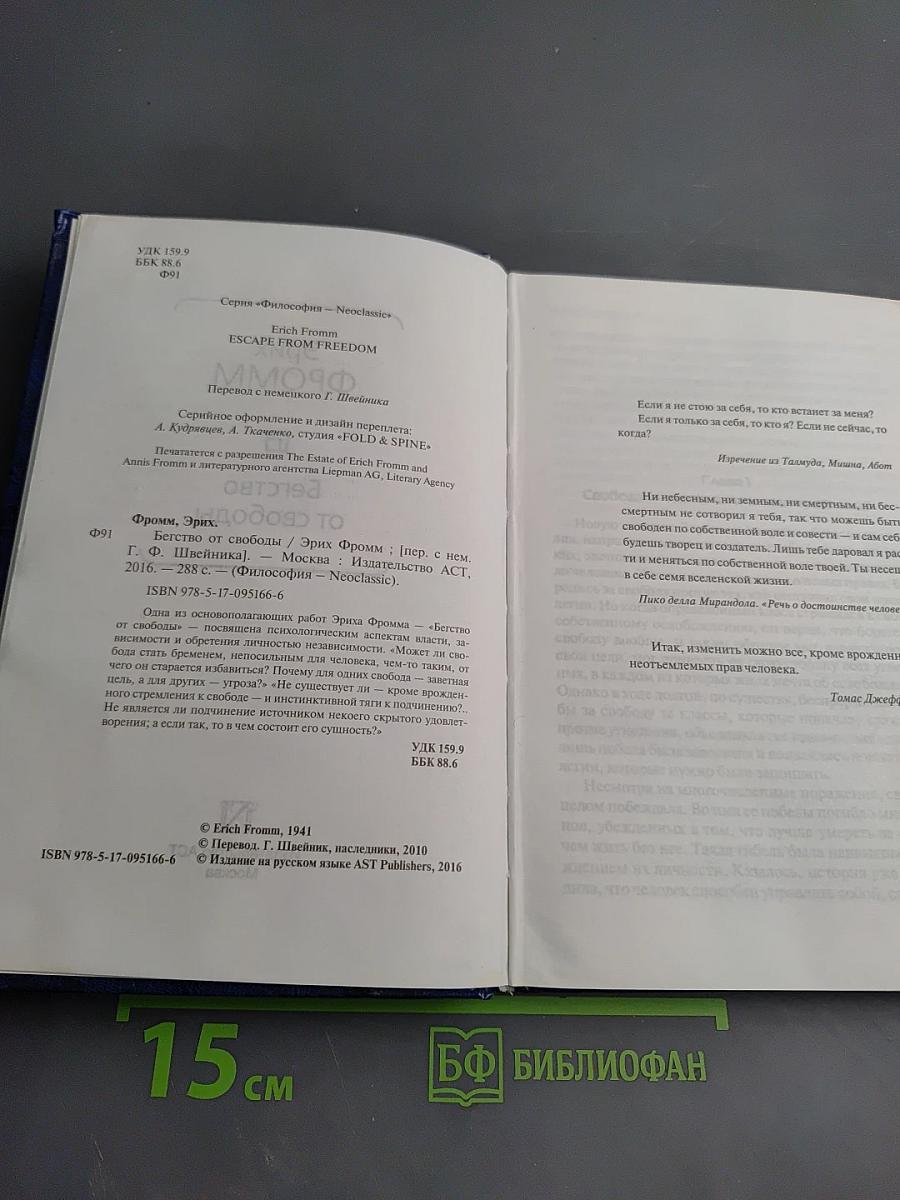 УДК 159.9
ББК 88.6
Ф91
Серия «Философия — Neoclassic»
Erich Fromm
ESCAPE FROM FREEDOM
Перевод с немецкого Г. Швейника
Серийное оформление и дизайн переплета:
А. Кудрявцев, А. Ткаченко, студия «FOLD & SPINE»
Печатается с разрешения The Estate of Erich Fromm and
Annis Fromm и литературного агентства Liepman AG, Literary Agency
Фромм, Эрих.
Ф91 Бегство от свободы / Эрих Фромм ; [пер. с нем.
Г. Ф. Швейника]. — Москва : Издательство АСТ,
2016. — 288 с. — (Философия — Neoclassic).
ISBN 978-5-17-095166-6
Одна из основополагающих работ Эриха Фромма — «Бегство
от свободы» — посвящена психологическим аспектам власти, за-
висимости и обретения личностью независимости. «Может ли сво-
бода стать бременем, непосильным для человека, чем-то таким, от
чего он старается избавиться? Почему для одних свобода — заветная
цель, а для других — угроза?» «Не существует ли — кроме врожден-
ного стремления к свободе — и инстинктивной тяги к подчинению?..
Не является ли подчинение источником некоего скрытого удовлет-
ворения; а если так, то в чем состоит его сущность?»
УДК 159.9
ББК 88.6
© Erich Fromm, 1941
© Перевод. Г. Швейник, наследники, 2010
ISBN 978-5-17-095166-6 © Издание на русском языке AST Publishers, 2016
Если я не стою за себя, то кто встанет за меня?
Если я только за себя, то кто я? Если не сейчас, то
когда?
Изречение из Талмуда, Мишна, Абот
Ни небесным, ни земным, ни смертным, ни бес-
смертным не сотворил я тебя, так что можешь быть
свободен по собственной воле и совести — и сам себе
будешь творец и создатель. Лишь тебе даровал я рас
ти и меняться по собственной воле твоей. Ты несеш
в себе семя вселенской жизни.
Пико делла Мирандола. «Речь о достоинстве челове
Итак, изменить можно все, кроме врожденн
неотъемлемых прав человека.
Томас Джефф
15 см
БФ БИБЛИОФАН